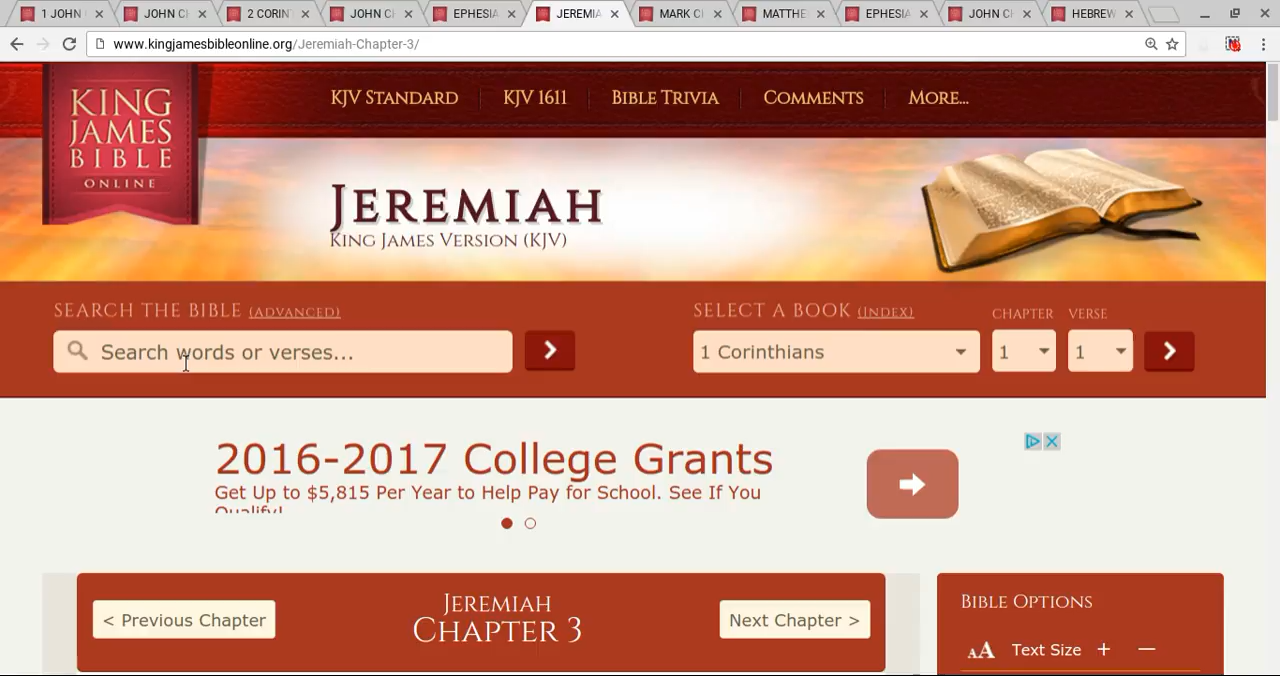 1 JOHN
JOHN C
2 CORIN
JOHN C
EPHESIA
JEREMIA
MARK C
MATTHE
EPHESIA
JOHN C
HEBREW
www.kingjamesbibleonline.org/Jeremiah-Chapter-3/
KING
JAMES
BIBLE
ONLINE
KJV STANDARD
KJV 1611
BIBLE TRIVIA
COMMENTS
MORE...
JEREMIAH
KING JAMES VERSION (KJV)
SEARCH THE BIBLE (ADVANCED)
SELECT A BOOK (INDEX)
CHAPTER
VERSE
Search words or verses...
1 Corinthians
1
1
2016-2017 College Grants
Get Up to $5,815 Per Year to Help Pay for School. See If You
Qualify!
< Previous Chapter
JEREMIAH
CHAPTER 3
Next Chapter >
BIBLE OPTIONS
AA Text Size + —